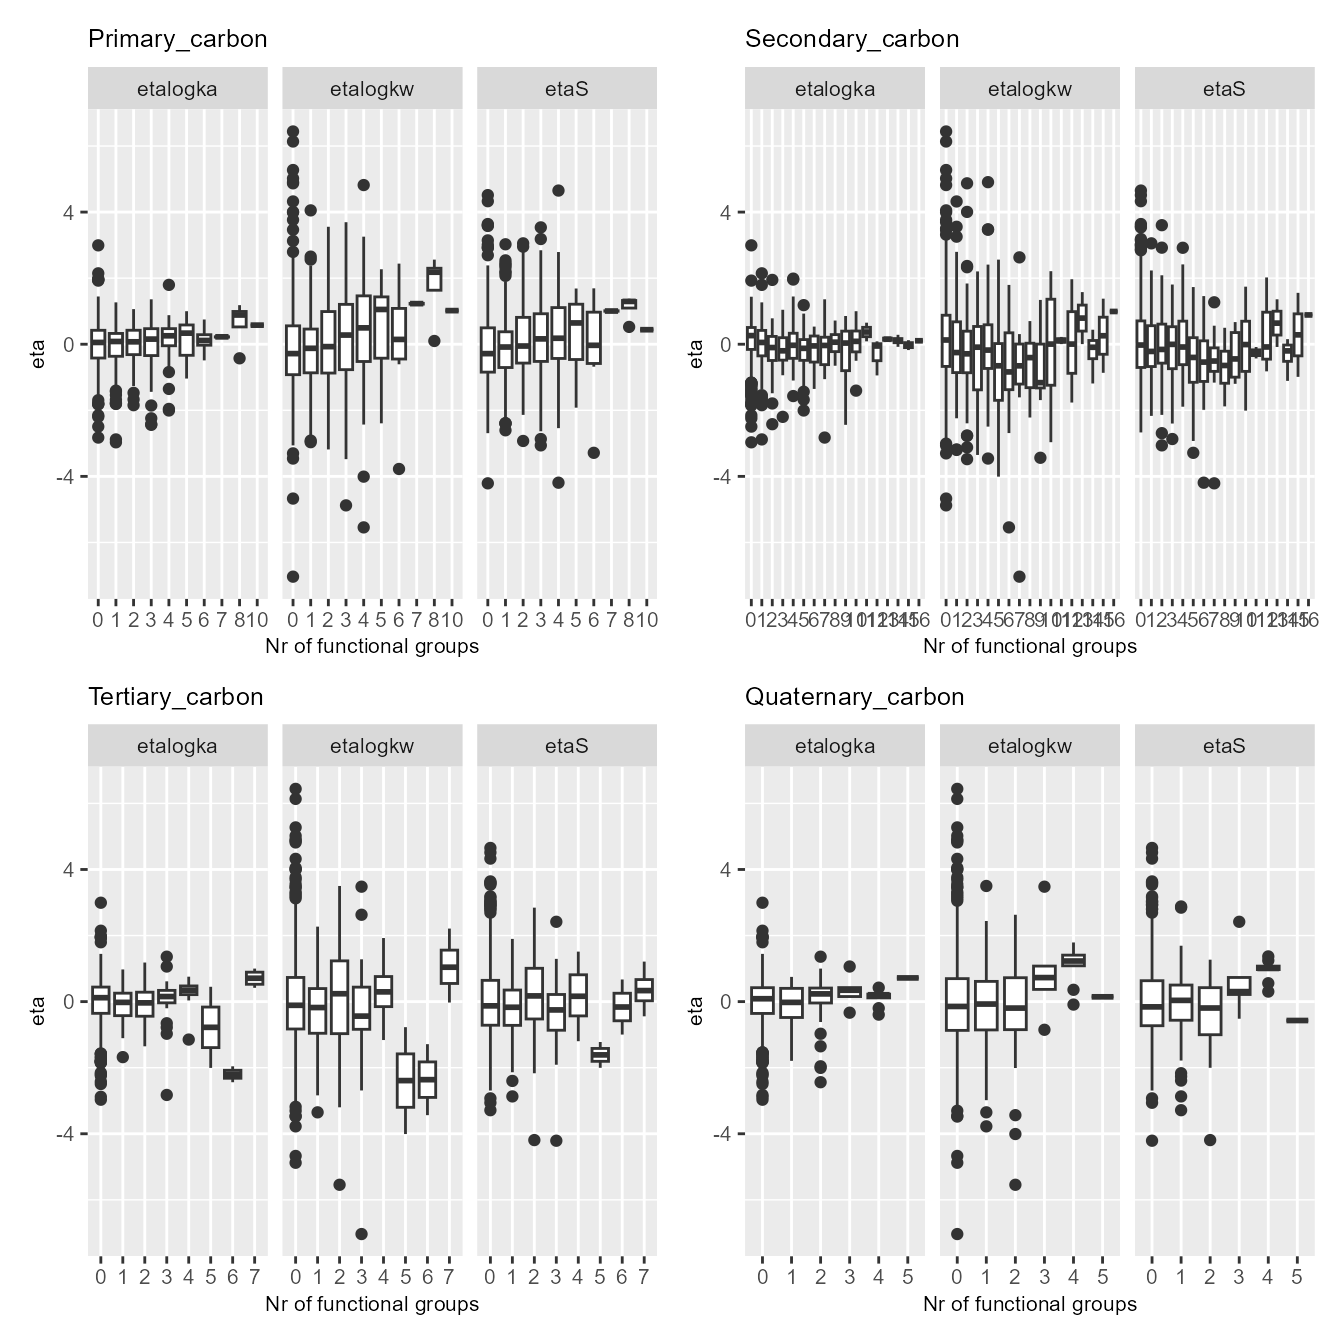 Primary_carbon
etalogka etalogkw etaS
4
0
-4
eta
0 1 2 3 4 5 6 7 8 10 0 1 2 3 4 5 6 7 8 10 0 1 2 3 4 5 6 7 8 10
Nr of functional groups
Secondary_carbon
etalogka etalogkw etaS
4
0
-4
eta
Nr of functional groups
Tertiary_carbon
etalogka etalogkw etaS
4
0
-4
eta
0 1 2 3 4 5 6 7 0 1 2 3 4 5 6 7 0 1 2 3 4 5 6 7
Nr of functional groups
Quaternary_carbon
etalogka etalogkw etaS
4
0
-4
eta
0 1 2 3 4 5 0 1 2 3 4 5 0 1 2 3 4 5
Nr of functional groups